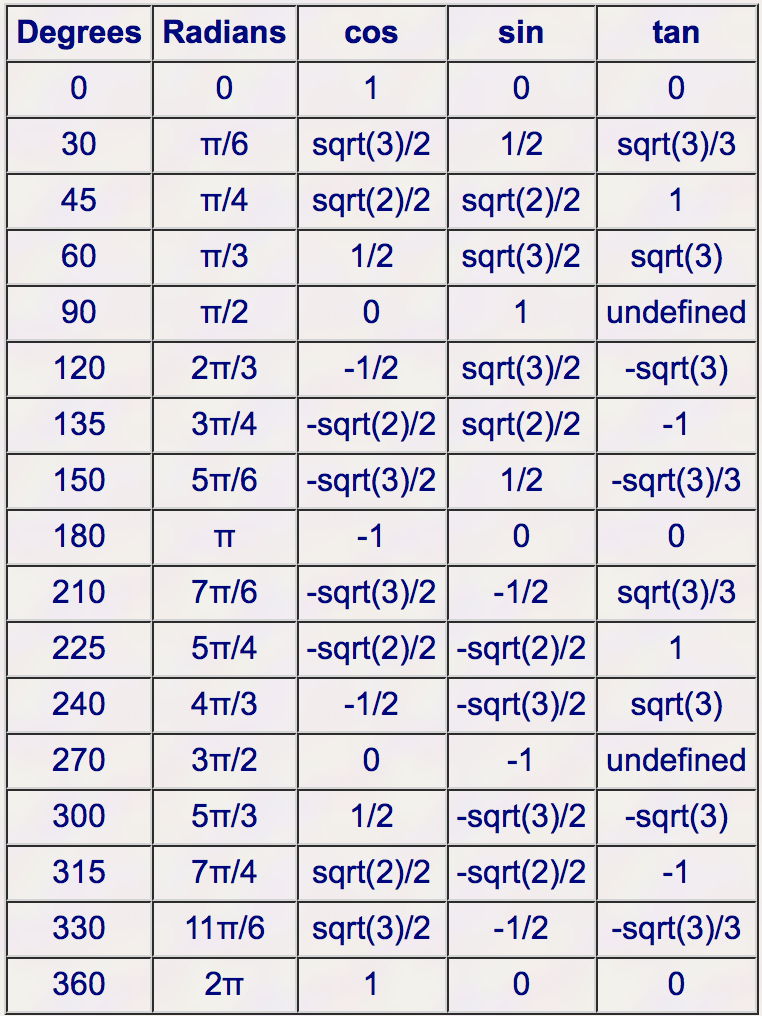 Degrees Radians cos sin tan
0 0 1 0 0
30 π/6 sqrt(3)/2 1/2 sqrt(3)/3
45 π/4 sqrt(2)/2 sqrt(2)/2 1
60 π/3 1/2 sqrt(3)/2 sqrt(3)
90 π/2 0 1 undefined
120 2π/3 -1/2 sqrt(3)/2 -sqrt(3)
135 3π/4 -sqrt(2)/2 sqrt(2)/2 -1
150 5π/6 -sqrt(3)/2 1/2 -sqrt(3)/3
180 π -1 0 0
210 7π/6 -sqrt(3)/2 -1/2 sqrt(3)/3
225 5π/4 -sqrt(2)/2 -sqrt(2)/2 1
240 4π/3 -1/2 -sqrt(3)/2 sqrt(3)
270 3π/2 0 -1 undefined
300 5π/3 1/2 -sqrt(3)/2 -sqrt(3)
315 7π/4 sqrt(2)/2 -sqrt(2)/2 -1
330 11π/6 sqrt(3)/2 -1/2 -sqrt(3)/3
360 2π 1 0 0